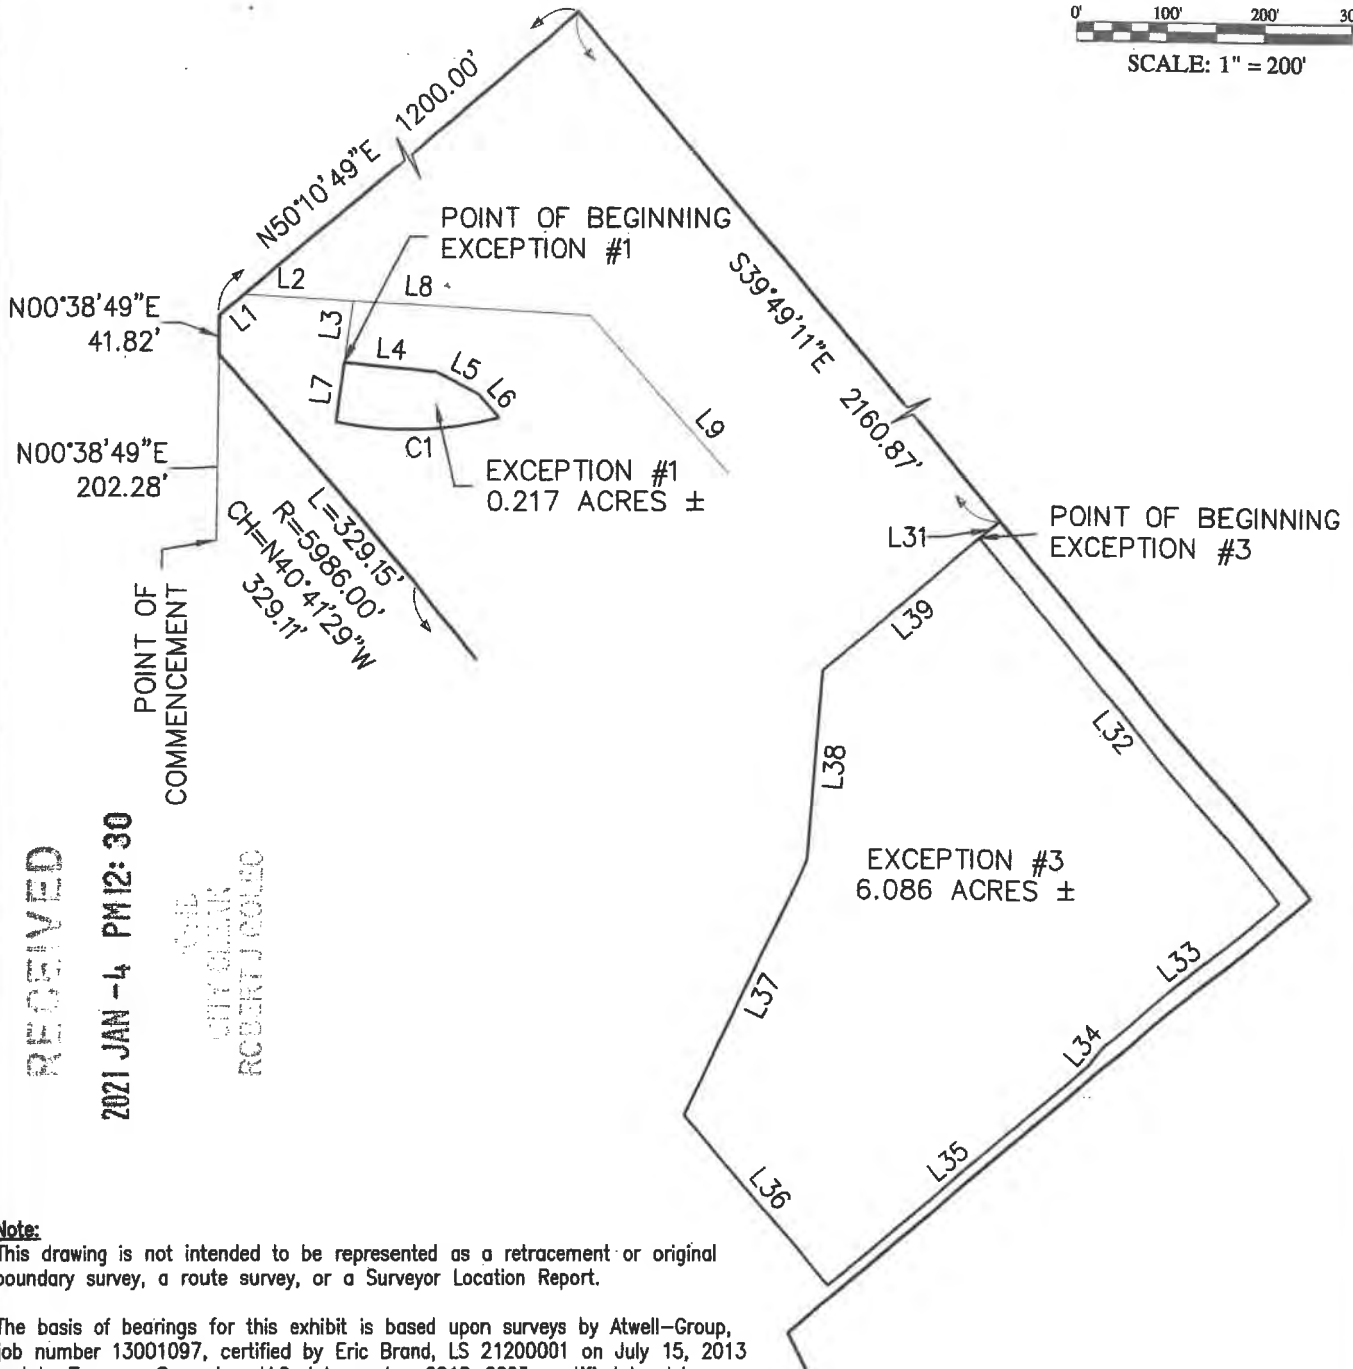 0' 100' 200' 30
SCALE: 1" = 200'
N50°10'49"E 1200.00'
POINT OF BEGINNING
EXCEPTION #1
S39°49'11"E 2160.87'
N00°38'49"E
41.82'
L1
L2
L8
L3
L4
L5
L6
L7
C1
L9
EXCEPTION #1
0.217 ACRES ±
N00°38'49"E
202.28'
L=329.15'
R=5986.00'
CH=N40°41'29"W
329.11'
POINT OF
COMMENCEMENT
L31
POINT OF BEGINNING
EXCEPTION #3
L39
L32
L38
EXCEPTION #3
6.086 ACRES ±
L33
L37
L34
L35
L36
RECEIVED
2021 JAN -4 PM 12: 30
CITY CLERK
ROBERT J
Note:
This drawing is not intended to be represented as a retracement or original
boundary survey, a route survey, or a Surveyor Location Report.
The basis of bearings for this exhibit is based upon surveys by Atwell-Group,
job number 13001097, certified by Eric Brand, LS 21200001 on July 15, 2013